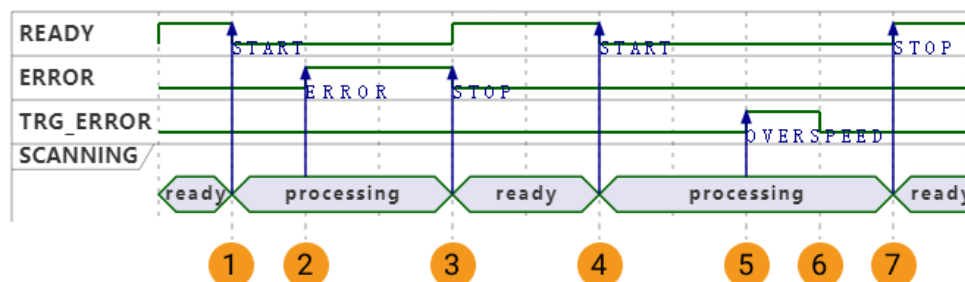 READY
START
START
STOP
ERROR
ERROR
STOP
TRG_ERROR
OVERSPEED
SCANNING
ready processing ready processing ready
1 2 3 4 5 6 7